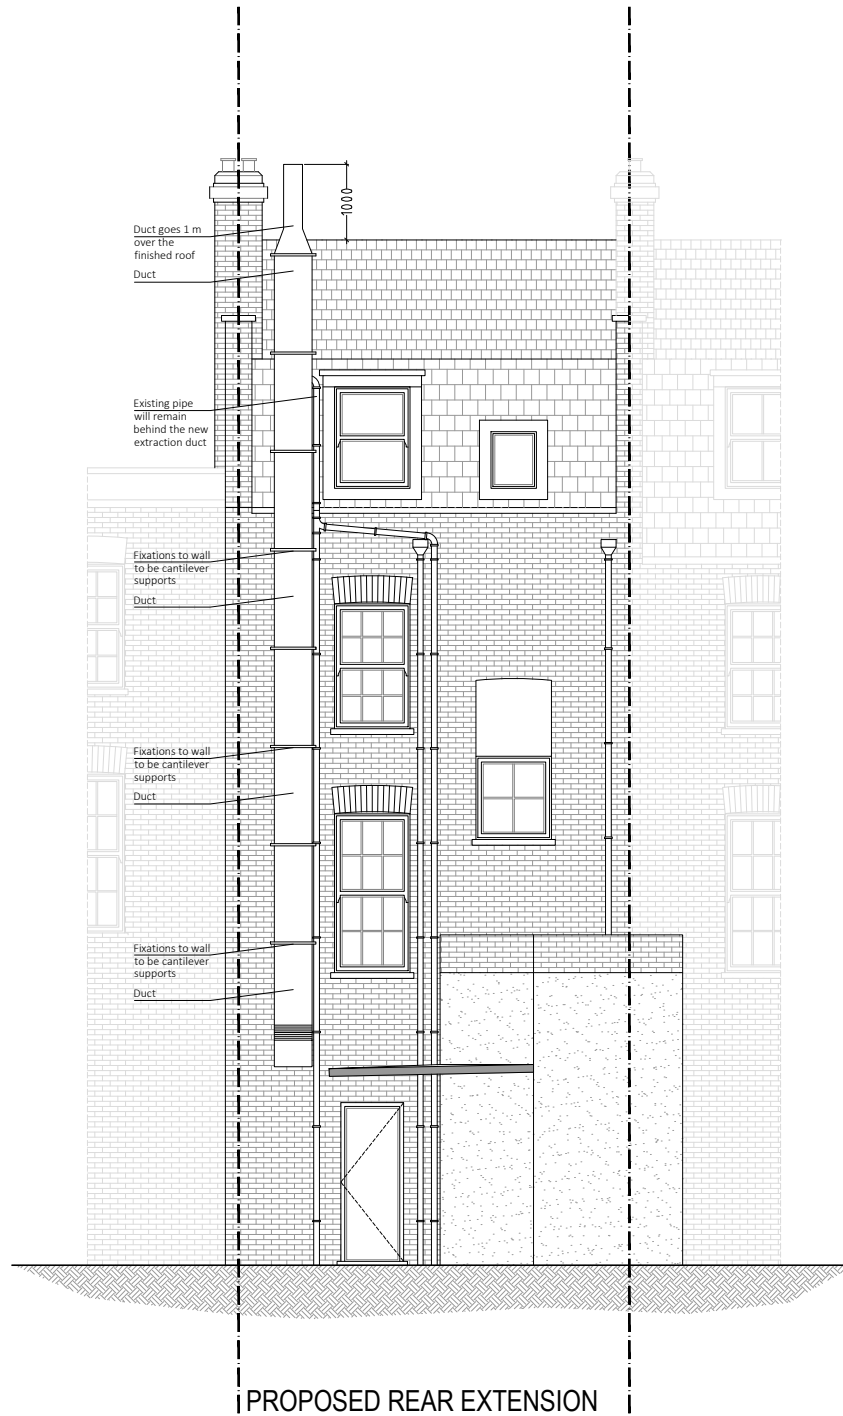 1000
Duct goes 1 m
over the
finished roof
Duct
Existing pipe
will remain
behind the new
extraction duct
Fixations to wall
to be cantilever
supports
Duct
Fixations to wall
to be cantilever
supports
Duct
Fixations to wall
to be cantilever
supports
Duct
PROPOSED REAR EXTENSION